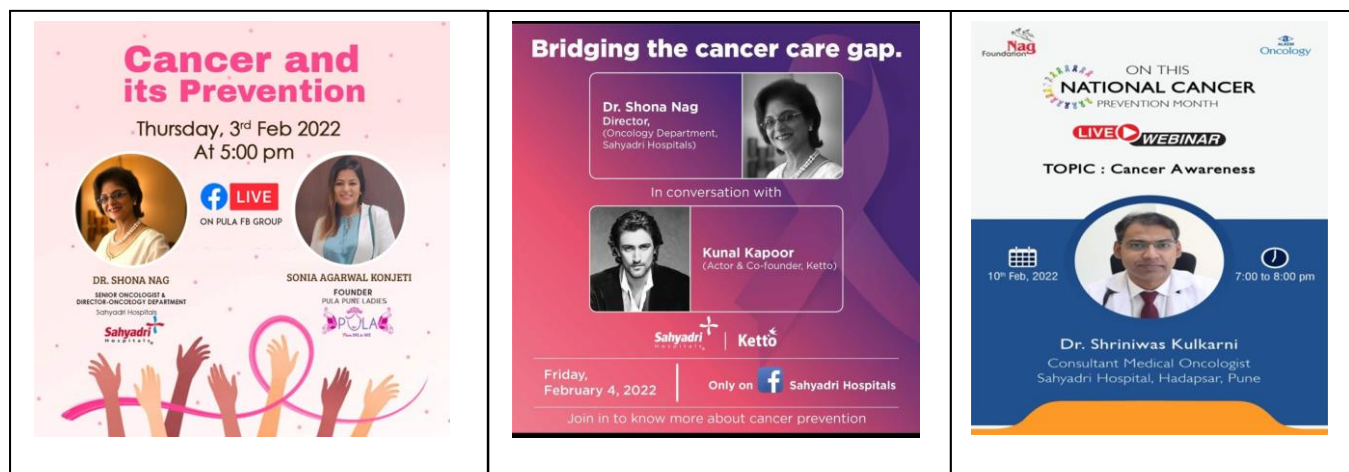 Cancer and
its Prevention
Thursday, 3rd Feb 2022
At 5:00 pm
LIVE
ON PULA FB GROUP
DR. SHONA NAG
SENIOR ONCOLOGIST &
DIRECTOR-ONCOLOGY DEPARTMENT
Sahyadri Hospitals
Sahyadri
Hospitals
SONIA AGARWAL KONJETI
FOUNDER
PULA PUNE LADIES
PULA
Bridging the cancer care gap.
Dr. Shona Nag
Director,
(Oncology Department,
Sahyadri Hospitals)
In conversation with
Kunal Kapoor
(Actor & Co-founder, Ketto)
Sahyadri
Hospitals
Ketto
Friday,
February 4, 2022
Only on f Sahyadri Hospitals
Join in to know more about cancer prevention
Nag
Foundation
ALKEM
Oncology
ON THIS
NATIONAL CANCER
PREVENTION MONTH
LIVE WEBINAR
TOPIC : Cancer Awareness
10th Feb, 2022
7:00 to 8:00 pm
Dr. Shriniwas Kulkarni
Consultant Medical Oncologist
Sahyadri Hospital, Hadapsar, Pune